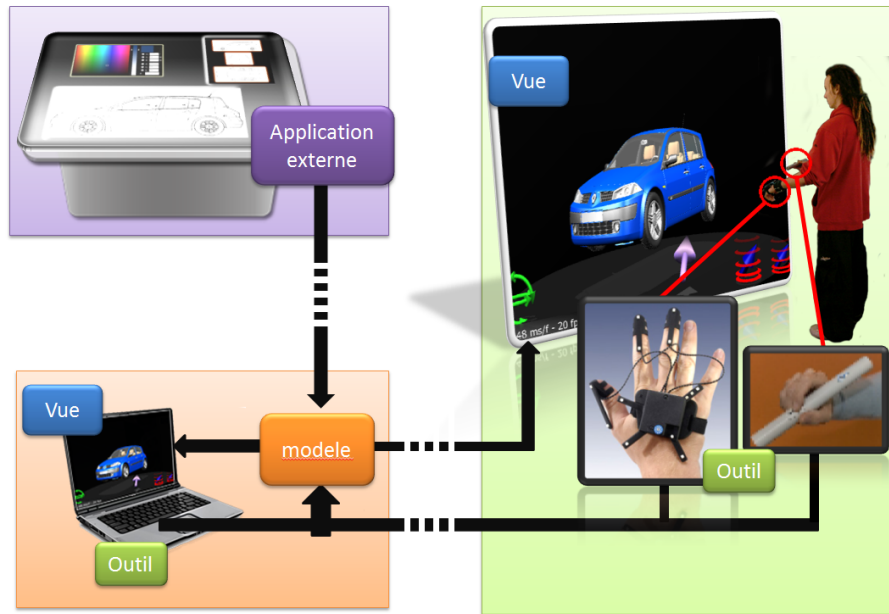 Application
externe
Vue
48 ms/f - 20 fp
Vue
modele
Outil
Outil